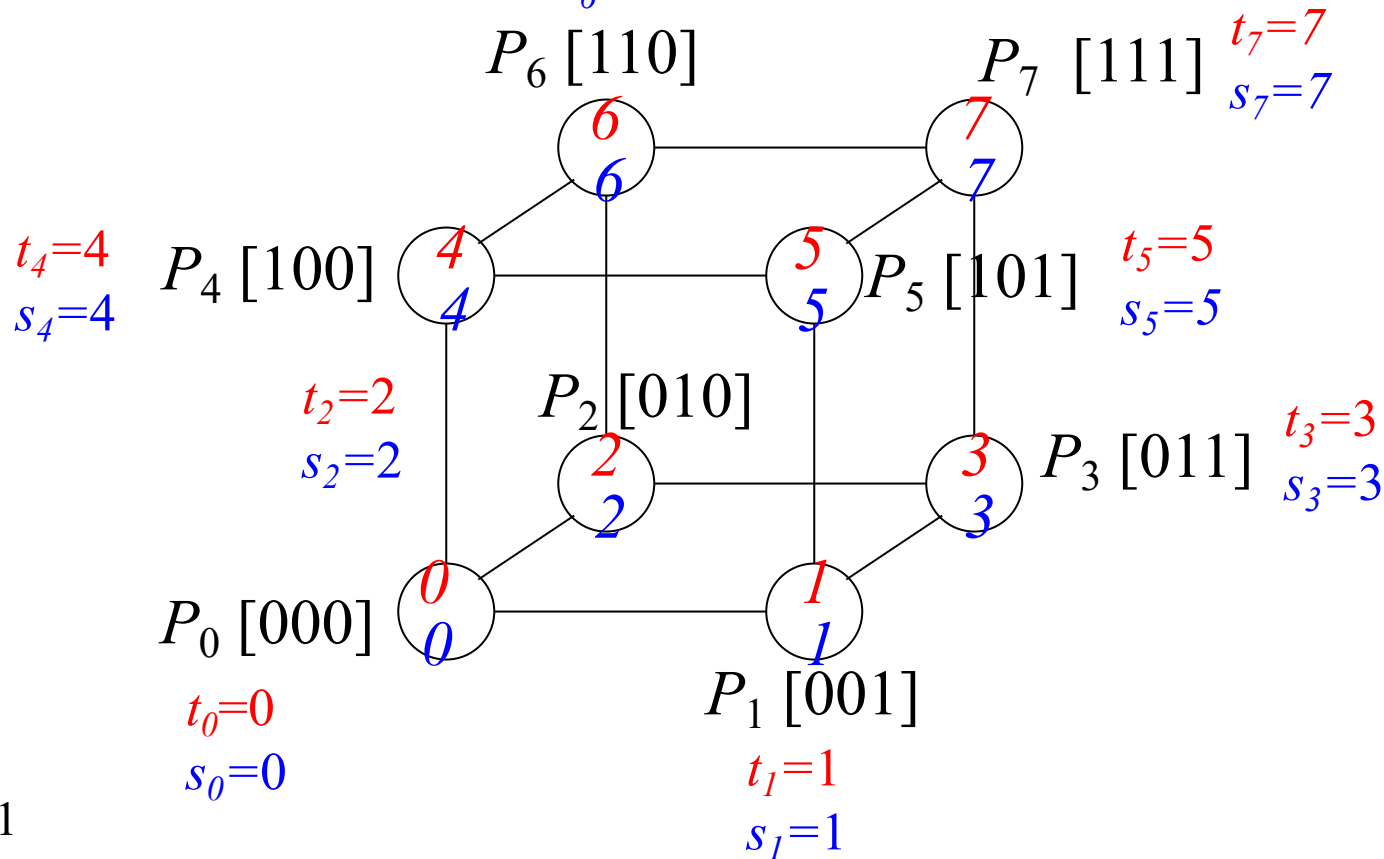 P6 [110]
P7 [111]
t7=7
s7=7
6
6
7
7
t4=4
s4=4
P4 [100]
4
4
5
5
P5 [101]
t5=5
s5=5
t2=2
s2=2
P2 [010]
2
2
3
3
P3 [011]
t3=3
s3=3
P0 [000]
0
0
1
1
t0=0
s0=0
P1 [001]
t1=1
s1=1
1